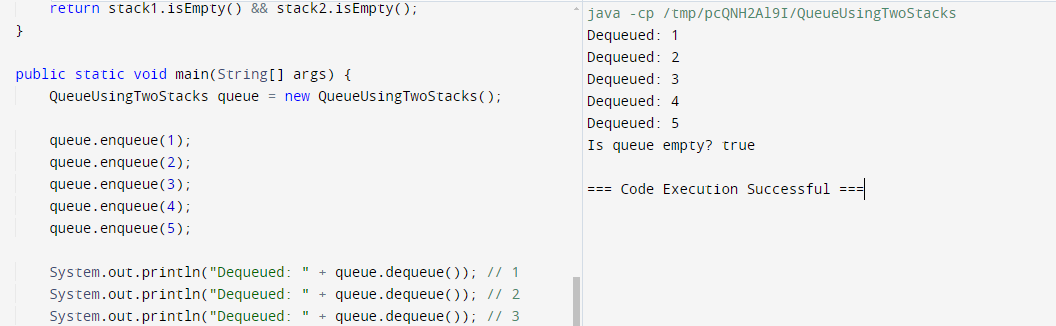 return stack1.isEmpty() && stack2.isEmpty();
}
public static void main(String[] args) {
QueueUsingTwoStacks queue = new QueueUsingTwoStacks();
queue.enqueue(1);
queue.enqueue(2);
queue.enqueue(3);
queue.enqueue(4);
queue.enqueue(5);
System.out.println("Dequeued: " + queue.dequeue()); // 1
System.out.println("Dequeued: " + queue.dequeue()); // 2
System.out.println("Dequeued: " + queue.dequeue()); // 3
java -cp /tmp/pcQNH2Al9I/QueueUsingTwoStacks
Dequeued: 1
Dequeued: 2
Dequeued: 3
Dequeued: 4
Dequeued: 5
Is queue empty? true
=== Code Execution Successful ===